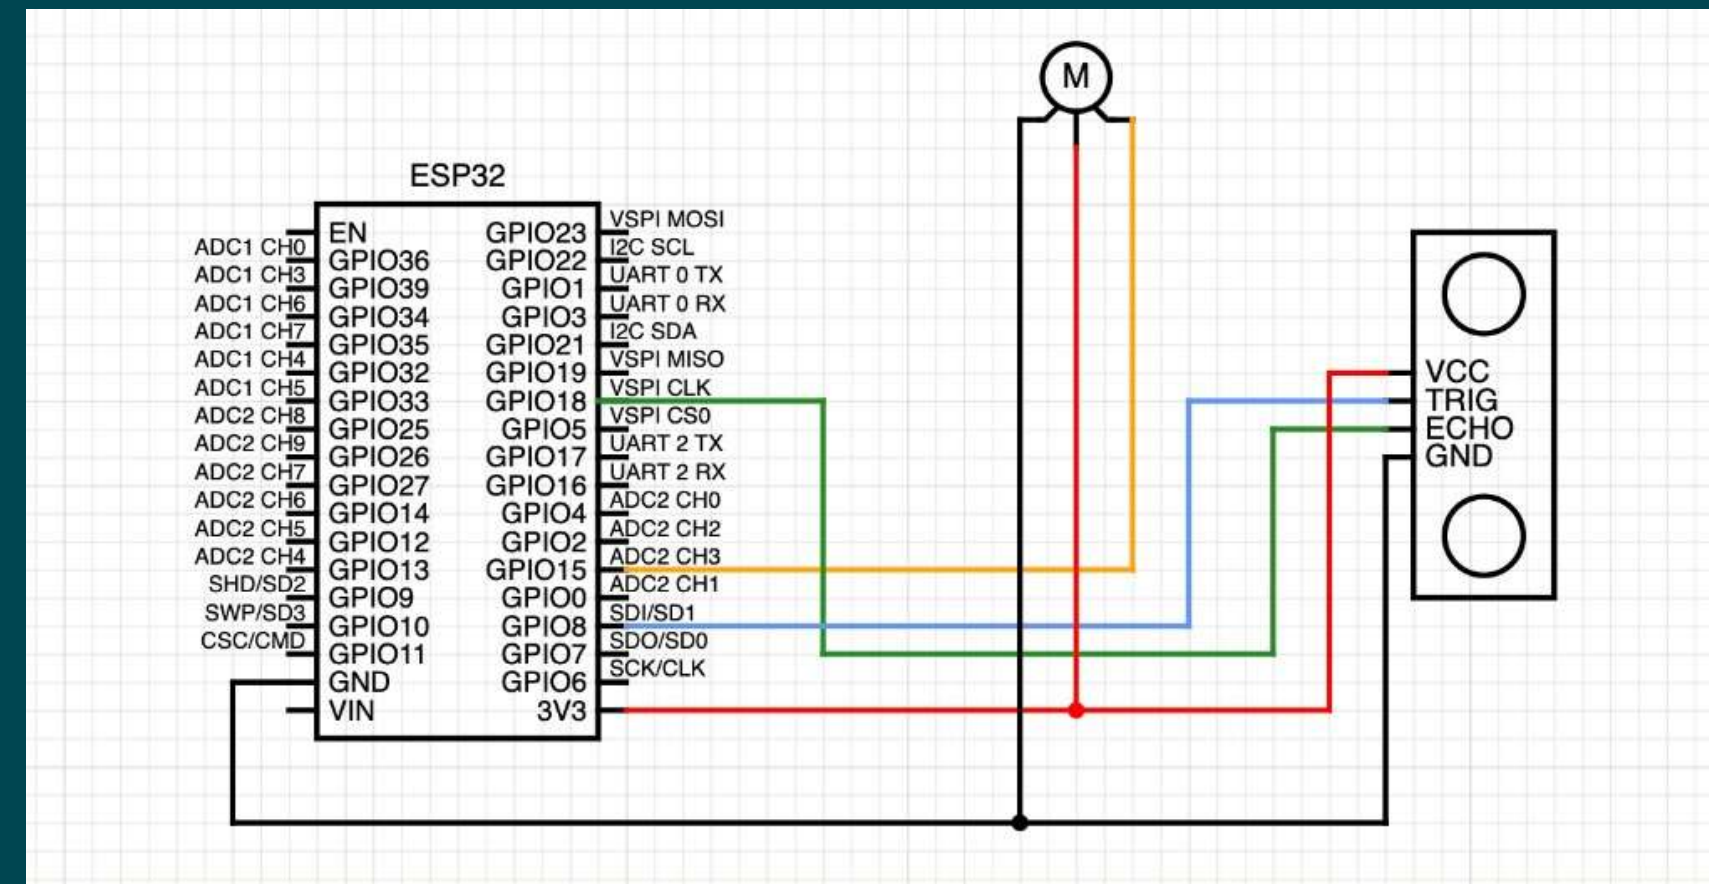 M
ESP32
VSPI MOSI
EN GPIO23
ADC1 CH0 I2C SCL
GPIO36 GPIO22
ADC1 CH3 UART 0 TX
GPIO39 GPIO1
ADC1 CH6 UART 0 RX
GPIO34 GPIO3
ADC1 CH7 I2C SDA
GPIO35 GPIO21
ADC1 CH4 VSPI MISO
GPIO32 GPIO19
ADC1 CH5 VSPI CLK
GPIO33 GPIO18
ADC2 CH8 VSPI CS0
GPIO25 GPIO5
ADC2 CH9 UART 2 TX
GPIO26 GPIO17
ADC2 CH7 UART 2 RX
GPIO27 GPIO16
ADC2 CH6 ADC2 CH0
GPIO14 GPIO4
ADC2 CH5 ADC2 CH2
GPIO12 GPIO2
ADC2 CH4 ADC2 CH3
GPIO13 GPIO15
SHD/SD2 ADC2 CH1
GPIO9 GPIO0
SWP/SD3 SDI/SD1
GPIO10 GPIO8
CSC/CMD SDO/SD0
GPIO11 GPIO7
SCK/CLK
GND GPIO6
VIN 3V3
VCC
TRIG
ECHO
GND